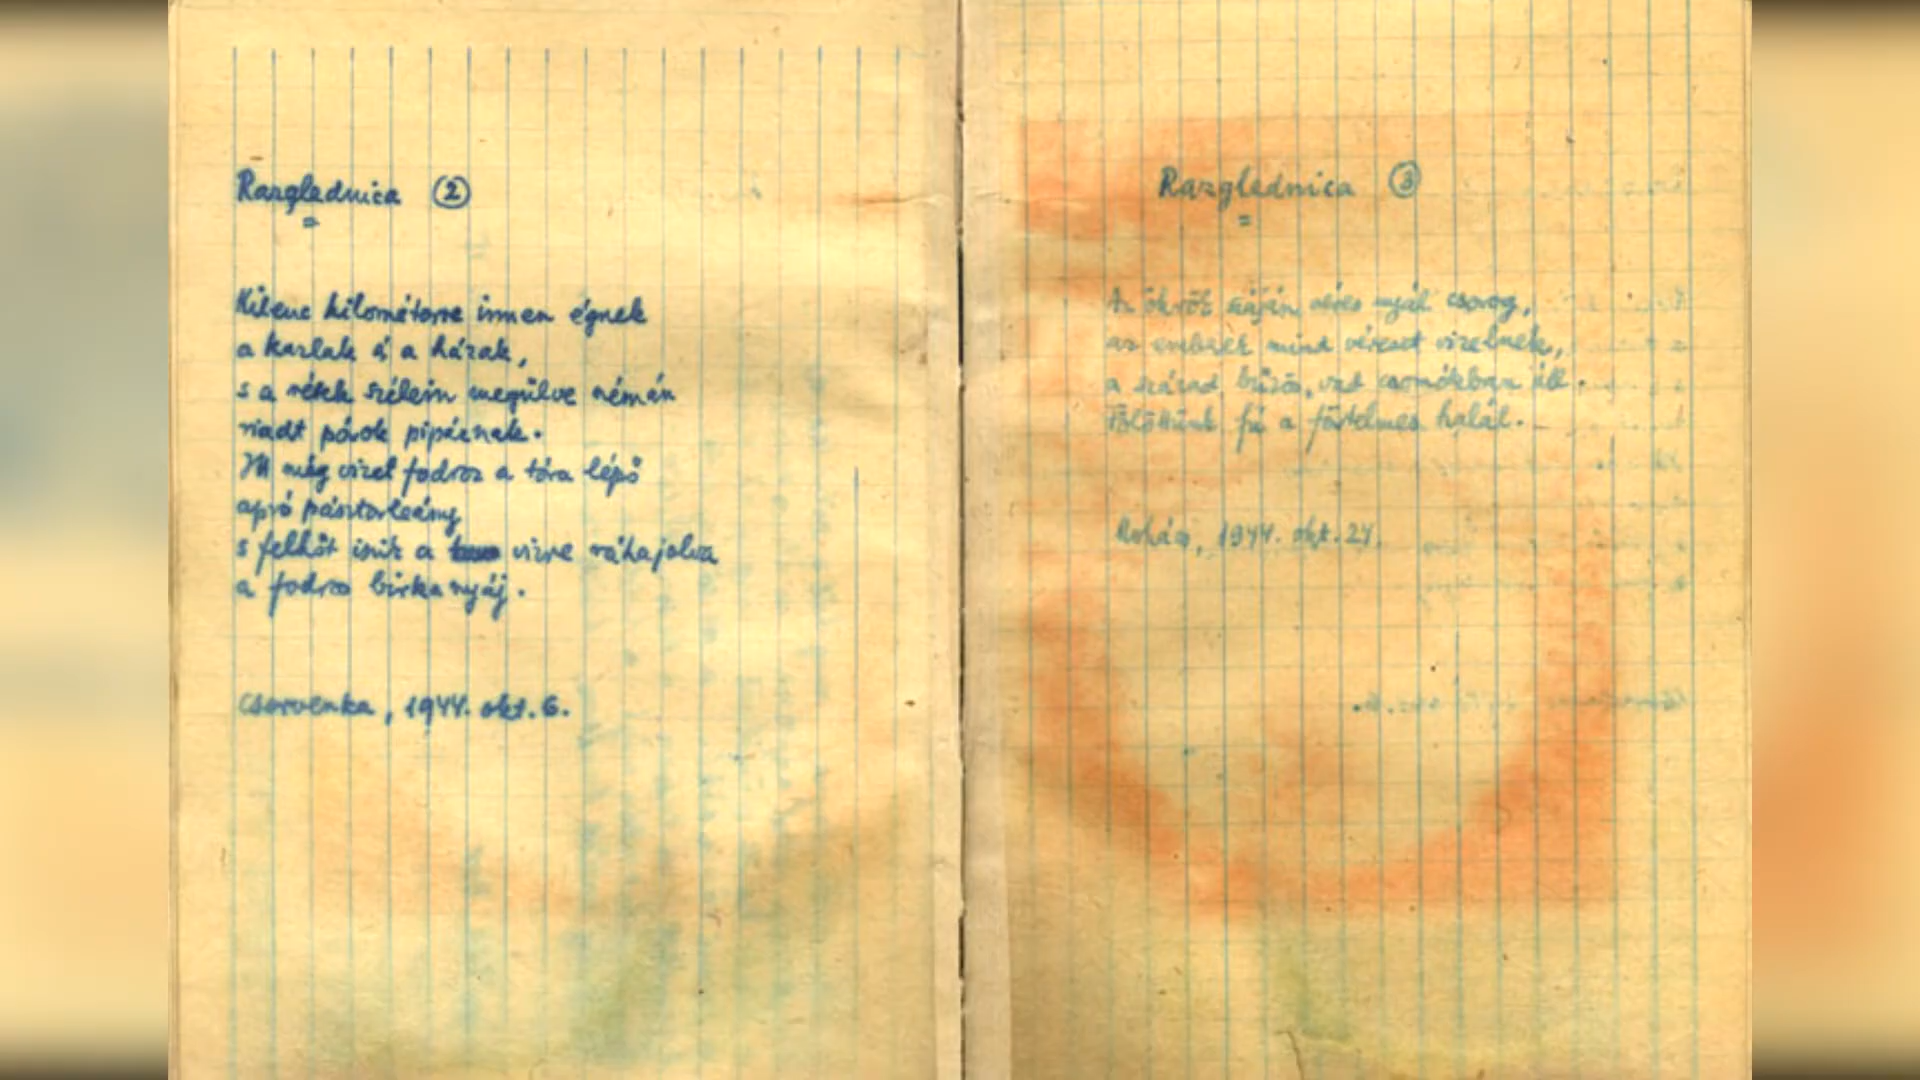 Razglednica ②
Kilenc kilométerre innen égnek
a kazlak és a házak,
s a rétek szélein megülve némán
riadt pórok pipáznak.
Itt még vizet fodroz a tóra lépő
apró pásztorleány
s felhőt iszik a vízre ráhajolva
a fodros birkanyáj.
Cservenka, 1944. okt. 6.
Razglednica ③
Az ökrök száján véres nyál csorog,
az emberek mind véreset vizelnek,
a század bűzös, vad csomókban áll.
Fölöttünk fú a förtelmes halál.
Mohács, 1944. okt. 24.